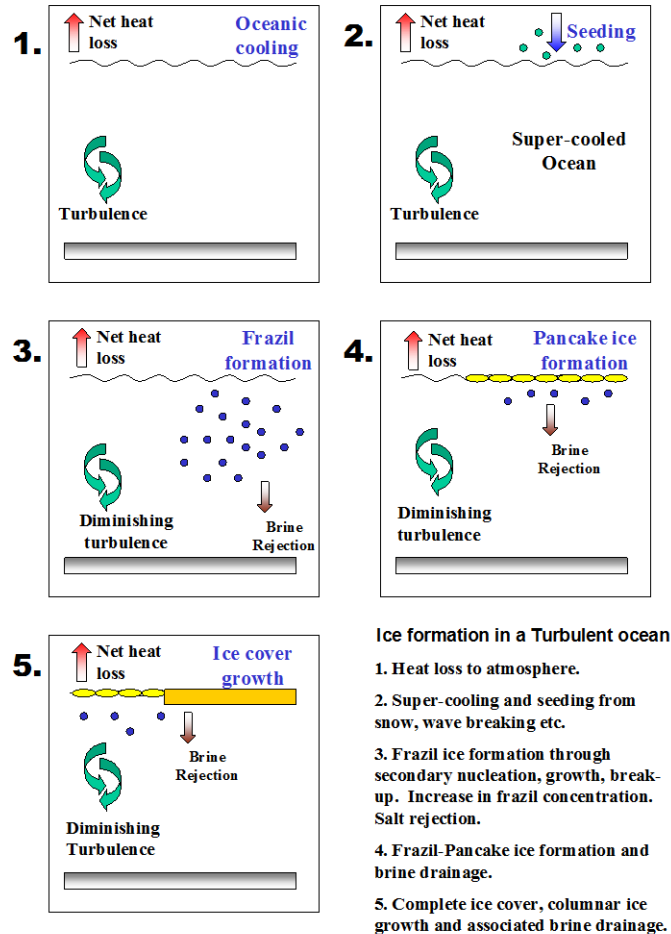 1.
Net heat
loss
Oceanic
cooling
Turbulence
2.
Net heat
loss
Seeding
Super-cooled
Ocean
Turbulence
3.
Net heat
loss
Frazil
formation
Diminishing
turbulence
Brine
Rejection
4.
Net heat
loss
Pancake ice
formation
Brine
Rejection
Diminishing
turbulence
5.
Net heat
loss
Ice cover
growth
Brine
Rejection
Diminishing
Turbulence
Ice formation in a Turbulent ocean
1. Heat loss to atmosphere.
2. Super-cooling and seeding from
snow, wave breaking etc.
3. Frazil ice formation through
secondary nucleation, growth, break-
up. Increase in frazil concentration.
Salt rejection.
4. Frazil-Pancake ice formation and
brine drainage.
5. Complete ice cover, columnar ice
growth and associated brine drainage.